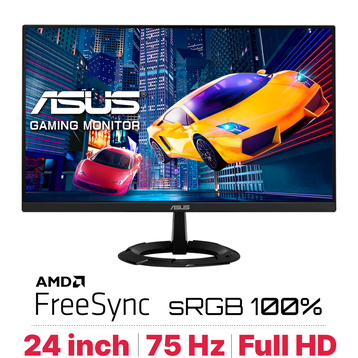 ASUS
GAMING MONITOR
ASUS
AMD
FreeSync sRGB 100%
24 inch | 75 Hz | Full HD